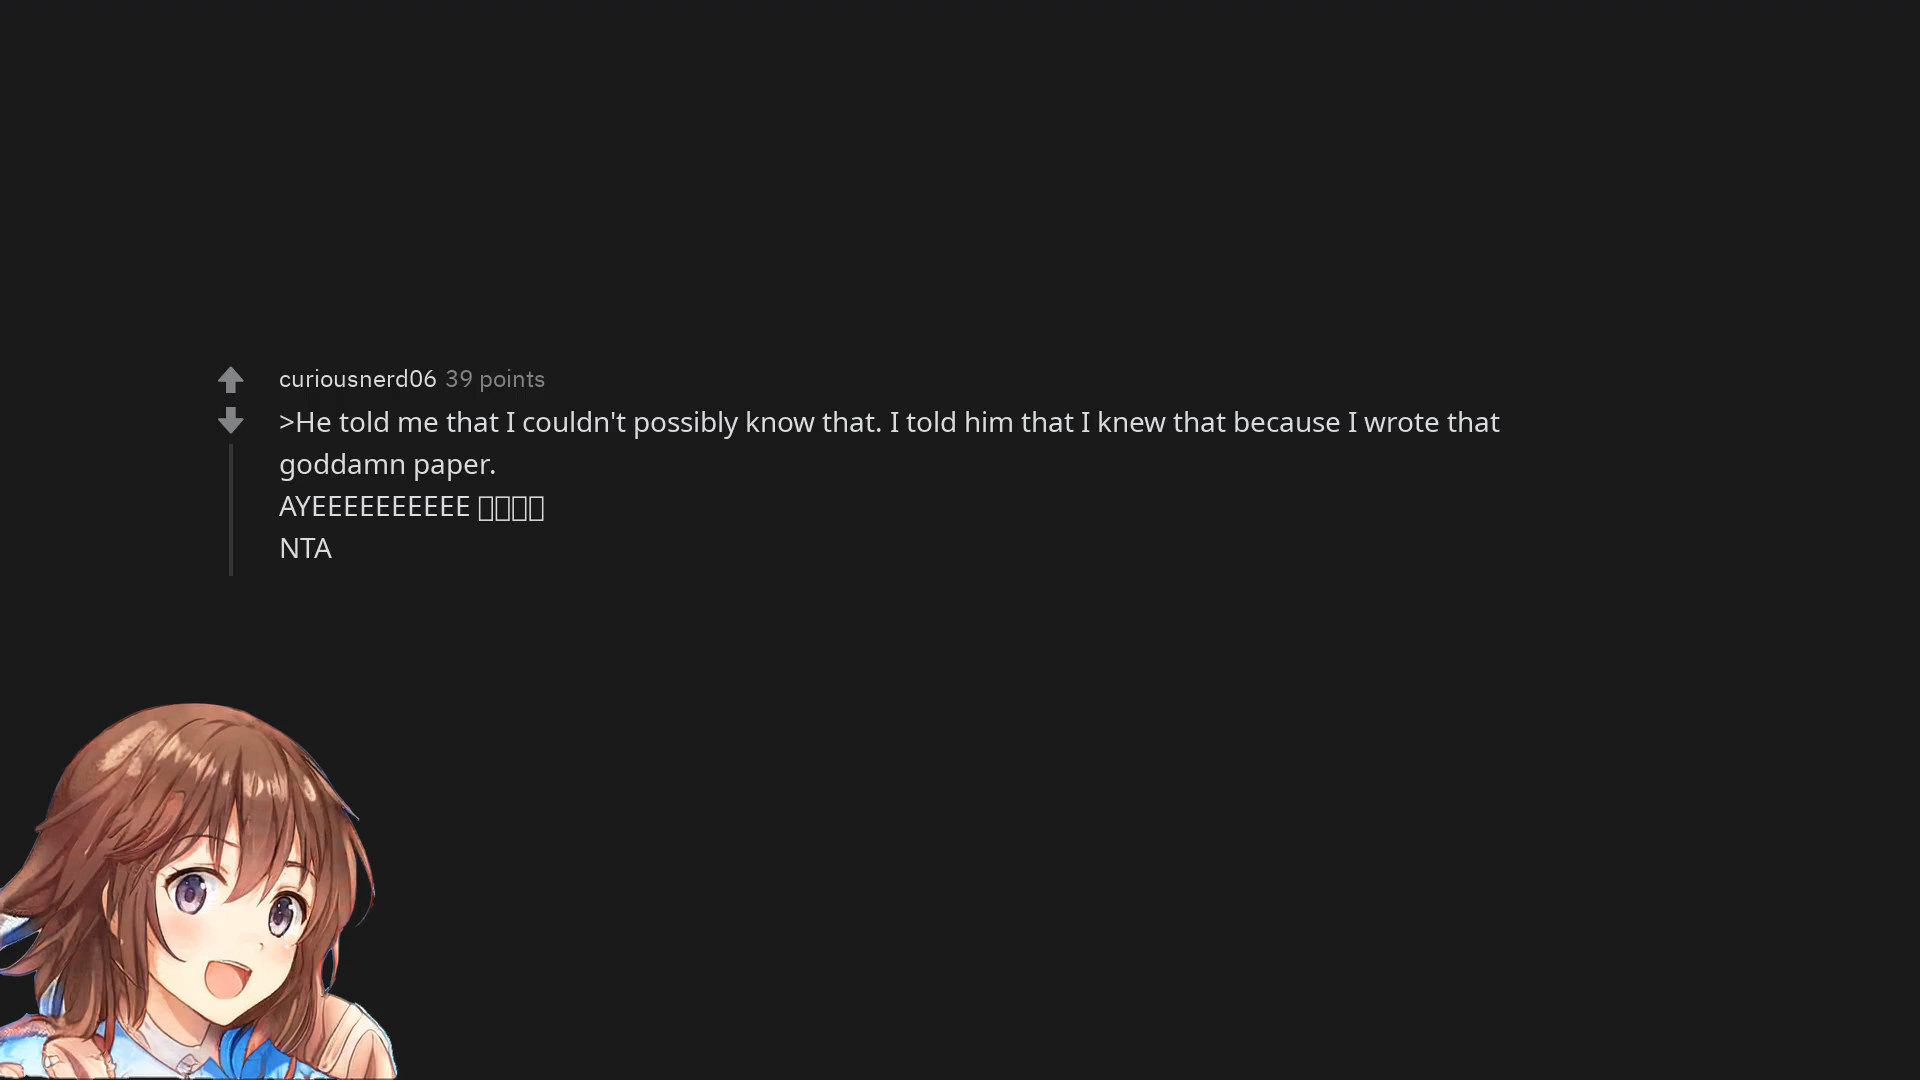 curiousnerd06 39 points
>He told me that I couldn't possibly know that. I told him that I knew that because I wrote that
goddamn paper.
AYEEEEEEEEEE
NTA